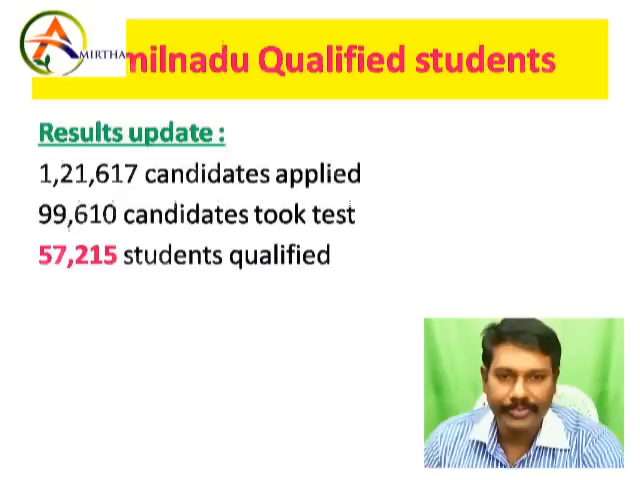 AMIRTHA
milnadu Qualified students
Results update :
1,21,617 candidates applied
99,610 candidates took test
57,215 students qualified